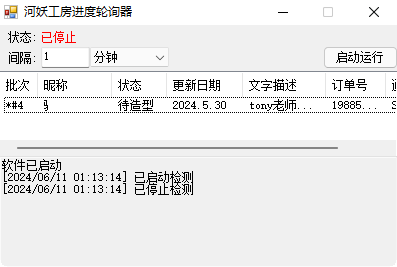 河妖工房进度轮询器
状态: 已停止
间隔: 1 分钟 启动运行
批次 昵称 状态 更新日期 文字描述 订单号
*#4 待造型 2024.5.30 tony老师... 19885...
软件已启动
[2024/06/11 01:13:14] 已启动检测
[2024/06/11 01:13:14] 已停止检测